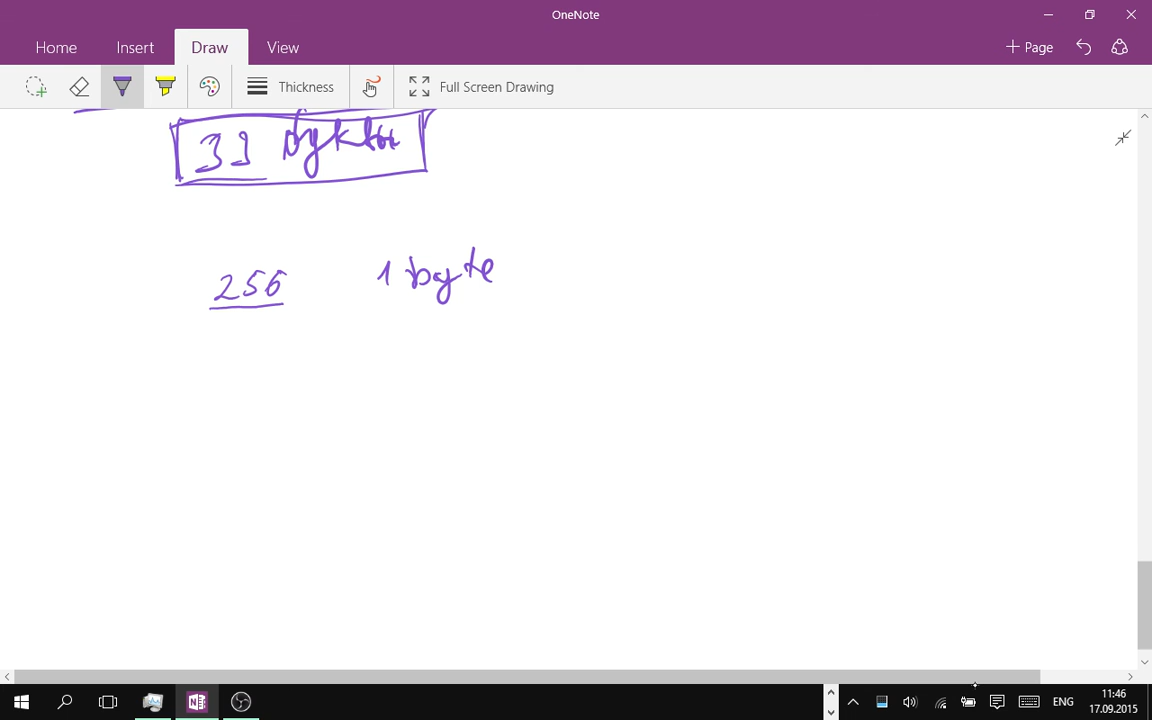 OneNote
Home Insert Draw View
Page
Thickness
Full Screen Drawing
33
256 1 byte
ENG
11:46
17.09.2015